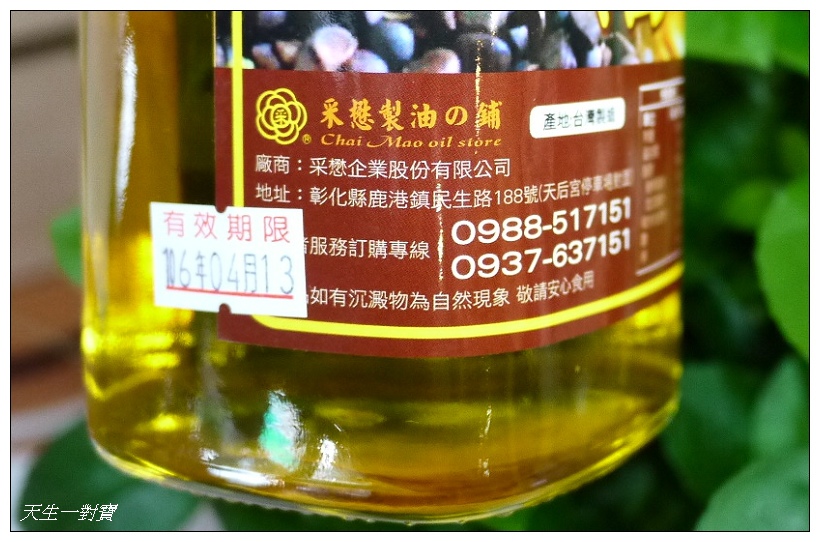 采懋製油の鋪
Chai Mao oil store
產地:台灣製造
廠商：采懋企業股份有限公司
地址：彰化縣鹿港鎮民生路188號(天后宮停車場對面)
者服務訂購專線
0988-517151
0937-637151
如有沉澱物為自然現象 敬請安心食用
有效期限
106年04月13
天生一對寶